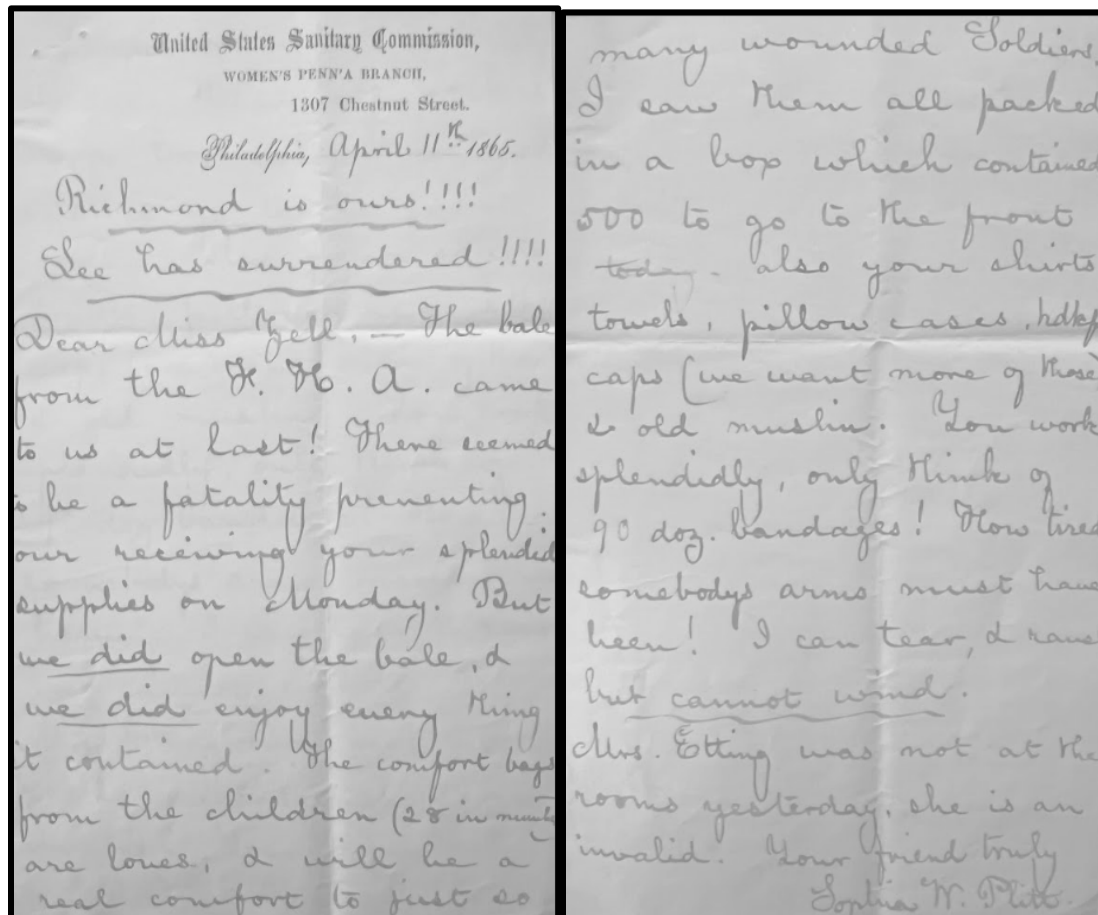 United States Sanitary Commission,
WOMEN'S PENN'A BRANCH,
1307 Chestnut Street.
Philadelphia, April 11th 1865.
Richmond is ours!!!!
Lee has surrendered!!!!
Dear Miss Zell, — The bale
from the H. A. came
to us at last! There seemed
to be a fatality preventing
our receiving your splendid
supplies on Monday. But
we did open the bale, &
we did enjoy every thing
it contained. The comfort bags
from the children (28 in
are loves, & will be a
real comfort to just so
many wounded Soldiers.
I saw them all packed
in a box which contained
500 to go to the front
today. also your shirts
towels, pillow cases, hdkfs
caps (we want more of those)
& old muslin. You work
splendidly, only think of
90 doz. bandages! How tired
somebodys arms must have
been! I can tear, & rave
but cannot wind.
Mrs. Etting was not at the
rooms yesterday, she is an
invalid. Your friend truly
Sophia W. Plitt.